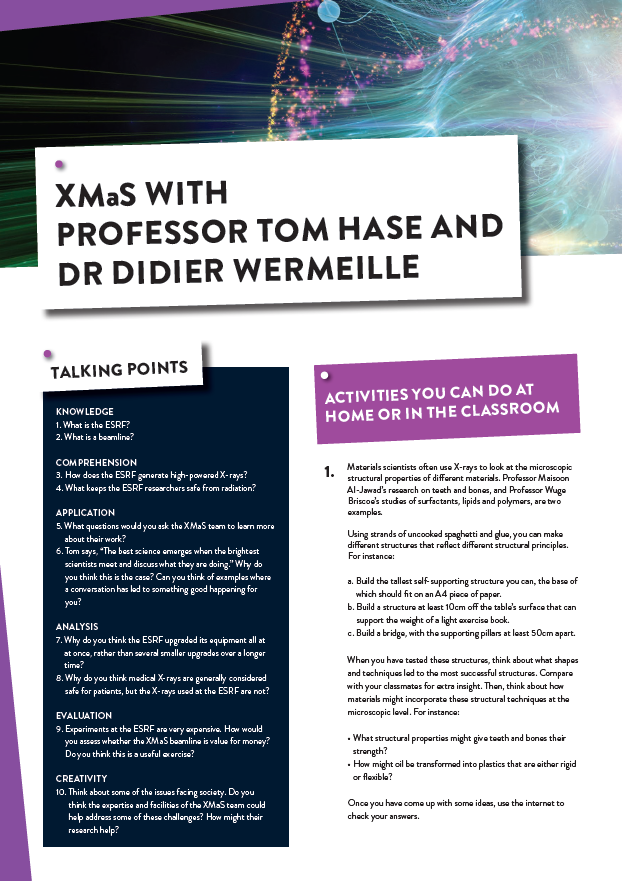 XMaS WITH
PROFESSOR TOM HASE AND
DR DIDIER WERMEILLE
TALKING POINTS
KNOWLEDGE
1. What is the ESRF?
2. What is a beamline?
COMPREHENSION
3. How does the ESRF generate high-powered X-rays?
4. What keeps the ESRF researchers safe from radiation?
APPLICATION
5. What questions would you ask the XMaS team to learn more
about their work?
6. Tom says, “The best science emerges when the brightest
scientists meet and discuss what they are doing.” Why do
you think this is the case? Can you think of examples where
a conversation has led to something good happening for
you?
ANALYSIS
7. Why do you think the ESRF upgraded its equipment all at
at once, rather than several smaller upgrades over a longer
time?
8. Why do you think medical X-rays are generally considered
safe for patients, but the X-rays used at the ESRF are not?
EVALUATION
9. Experiments at the ESRF are very expensive. How would
you assess whether the XMaS beamline is value for money?
Do you think this is a useful exercise?
CREATIVITY
10. Think about some of the issues facing society. Do you
think the expertise and facilities of the XMaS team could
help address some of these challenges? How might their
research help?
ACTIVITIES YOU CAN DO AT
HOME OR IN THE CLASSROOM
1. Materials scientists often use X-rays to look at the microscopic
structural properties of different materials. Professor Maisoon
Al-Jawad’s research on teeth and bones, and Professor Wuge
Briscoe’s studies of surfactants, lipids and polymers, are two
examples.
Using strands of uncooked spaghetti and glue, you can make
different structures that reflect different structural principles.
For instance:
a. Build the tallest self-supporting structure you can, the base of
which should fit on an A4 piece of paper.
b. Build a structure at least 10cm off the table’s surface that can
support the weight of a light exercise book.
c. Build a bridge, with the supporting pillars at least 50cm apart.
When you have tested these structures, think about what shapes
and techniques led to the most successful structures. Compare
with your classmates for extra insight. Then, think about how
materials might incorporate these structural techniques at the
microscopic level. For instance:
• What structural properties might give teeth and bones their
strength?
• How might oil be transformed into plastics that are either rigid
or flexible?
Once you have come up with some ideas, use the internet to
check your answers.